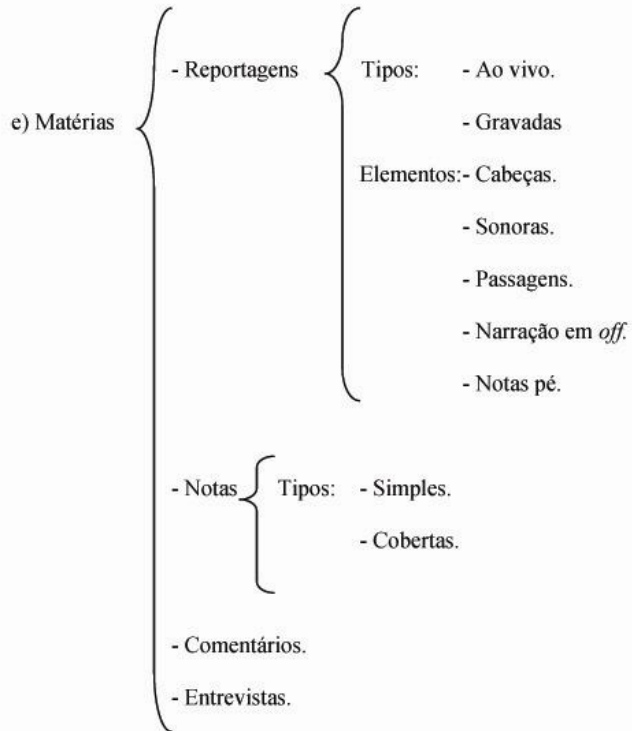 - Reportagens Tipos: - Ao vivo.
e) Matérias - Gravadas
Elementos:- Cabeças.
- Sonoras.
- Passagens.
- Narração em off.
- Notas pé.
- Notas Tipos: - Simples.
- Cobertas.
- Comentários.
- Entrevistas.